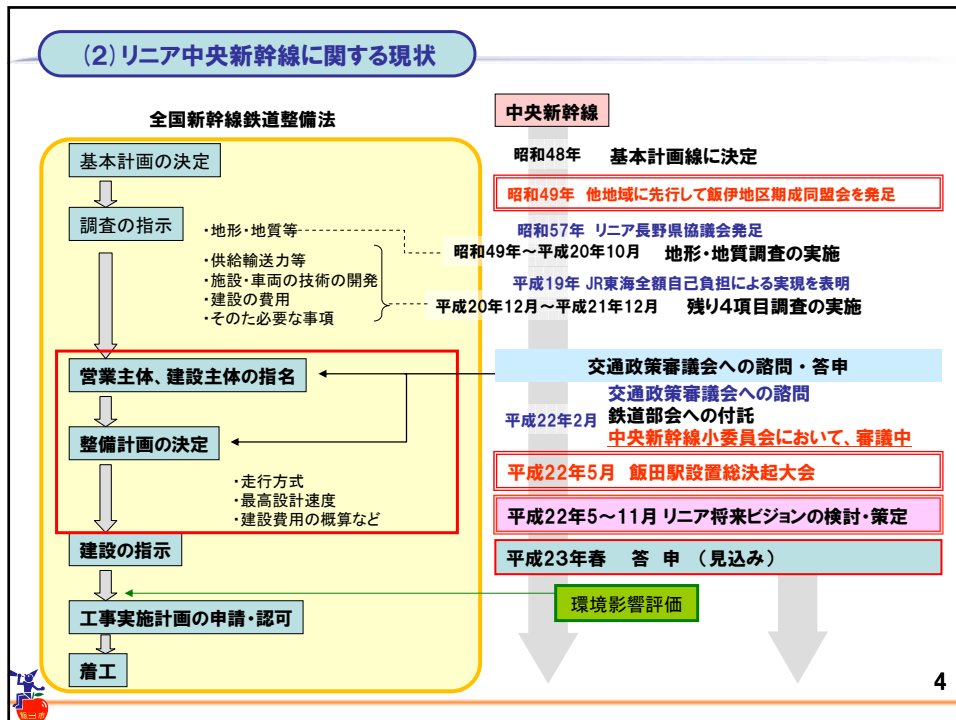 (2)リニア中央新幹線に関する現状
全国新幹線鉄道整備法
基本計画の決定
調査の指示
・地形・地質等
・供給輸送力等
・施設・車両の技術の開発
・建設の費用
・そのた必要な事項
営業主体、建設主体の指名
整備計画の決定
・走行方式
・最高設計速度
・建設費用の概算など
建設の指示
工事実施計画の申請・認可
着工
中央新幹線
昭和48年 基本計画線に決定
昭和49年 他地域に先行して飯伊地区期成同盟会を発足
昭和57年 リニア長野県協議会発足
昭和49年～平成20年10月 地形・地質調査の実施
平成19年 JR東海全額自己負担による実現を表明
平成20年12月～平成21年12月 残り4項目調査の実施
交通政策審議会への諮問・答申
交通政策審議会への諮問
平成22年2月 鉄道部会への付託
中央新幹線小委員会において、審議中
平成22年5月 飯田駅設置総決起大会
平成22年5～11月 リニア将来ビジョンの検討・策定
平成23年春 答 申 (見込み)
環境影響評価
4